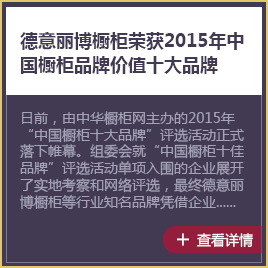 德意丽博橱柜荣获2015年中
国橱柜品牌价值十大品牌
日前，由中华橱柜网主办的2015年
“中国橱柜十大品牌”评选活动正式
落下帷幕。组委会就“中国橱柜十佳
品牌”评选活动单项入围的企业展开
了实地考察和网络评选，最终德意丽
博橱柜等行业知名品牌凭借企业......
+ 查看详情